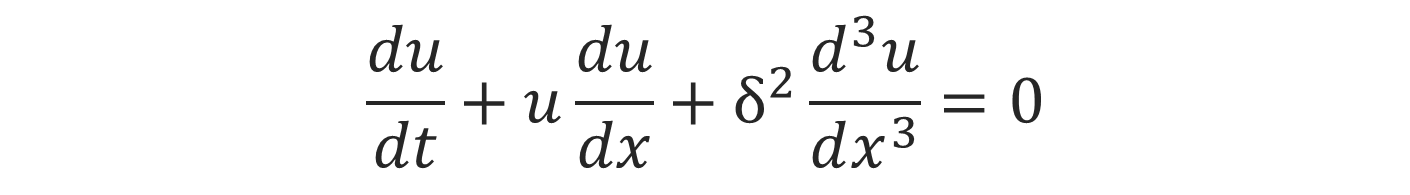 du/dt + u du/dx + δ² d³u/dx³ = 0